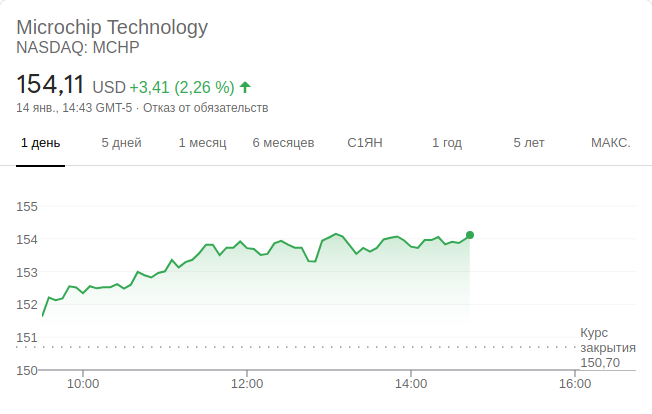 Microchip Technology
NASDAQ: MCHP
154,11 USD +3,41 (2,26 %)
14 янв., 14:43 GMT-5 · Отказ от обязательств
1 день 5 дней 1 месяц 6 месяцев С1ЯН 1 год 5 лет МАКС.
155
154
153
152
151
150
Курс
закрытия
150,70
10:00 12:00 14:00 16:00